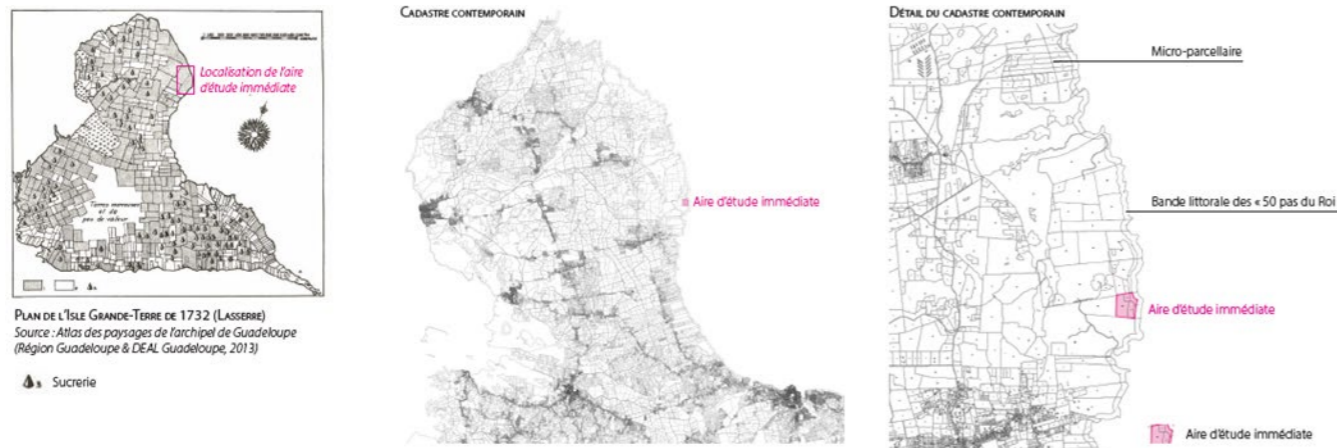 Localisation de l'aire
d'étude immédiate
Terres mauvaises
et de
peu de valeur
PLAN DE L'ISLE GRANDE-TERRE DE 1732 (LASSERRE)
Source : Atlas des paysages de l'archipel de Guadeloupe
(Région Guadeloupe & DEAL Guadeloupe, 2013)
Sucrerie
CADASTRE CONTEMPORAIN
Aire d'étude immédiate
DÉTAIL DU CADASTRE CONTEMPORAIN
Micro-parcellaire
Bande littorale des « 50 pas du Roi
Aire d'étude immédiate
Aire d'étude immédiate